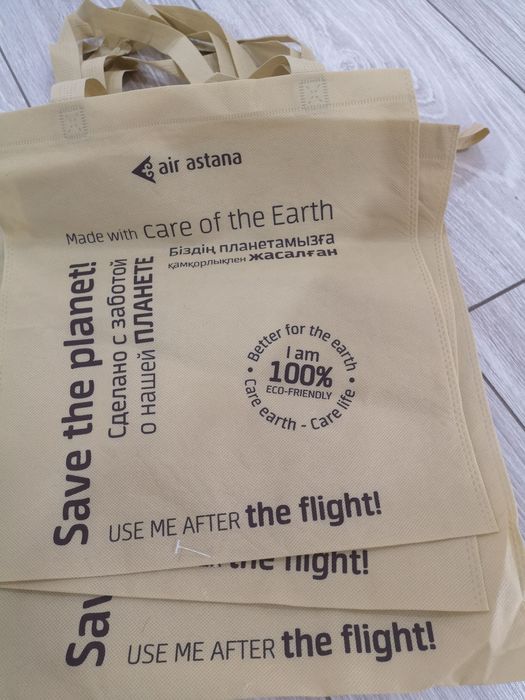 air astana
Made with Care of the Earth
Біздің планетамызға
қамқорлықпен жасалған
Save the planet!
Сделано с заботой
о нашей ПЛАНЕТЕ
Better for the earth
I am
100%
ECO-FRIENDLY
Care earth - Care life
USE ME AFTER the flight!
the flight!
Sav
USE ME AFTER the flight!